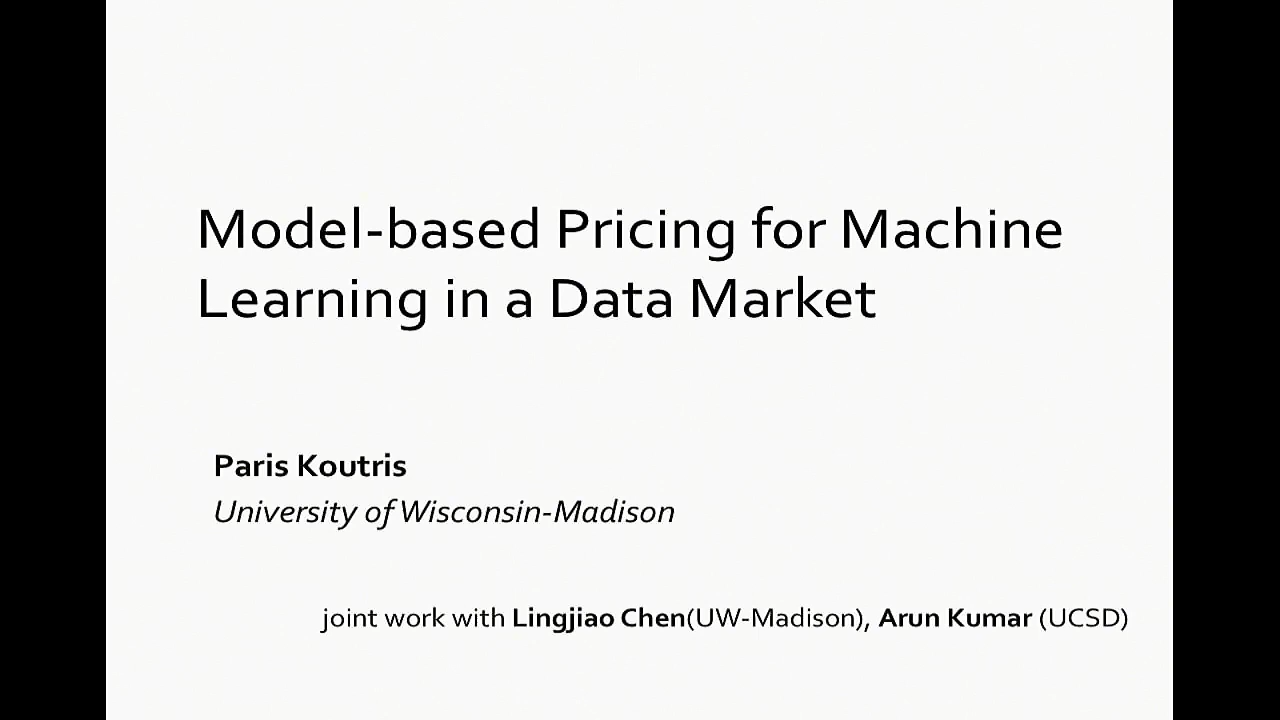 Model-based Pricing for Machine
Learning in a Data Market
Paris Koutris
University of Wisconsin-Madison
joint work with Lingjiao Chen(UW-Madison), Arun Kumar (UCSD)